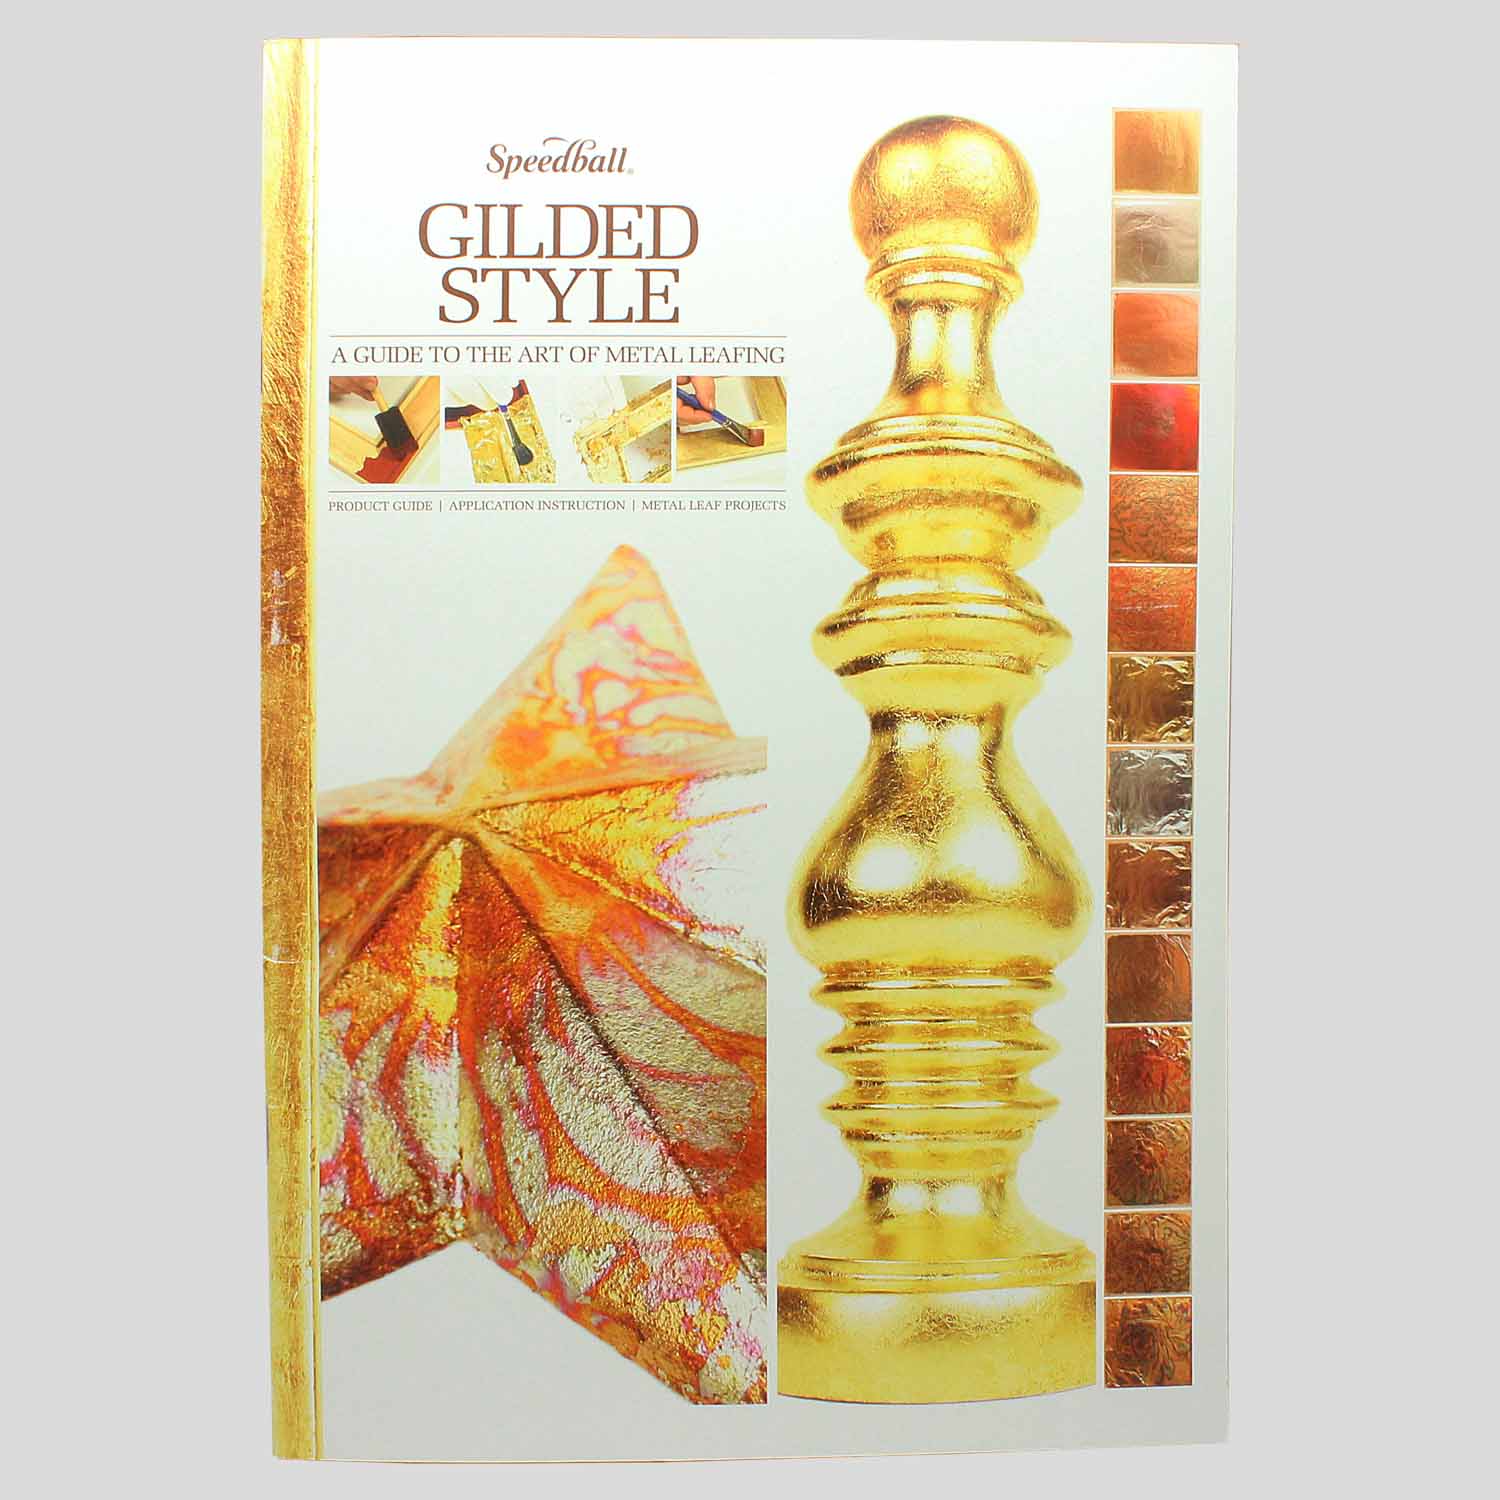 Speedball®
GILDED
STYLE
A GUIDE TO THE ART OF METAL LEAFING
PRODUCT GUIDE | APPLICATION INSTRUCTION | METAL LEAF PROJECTS